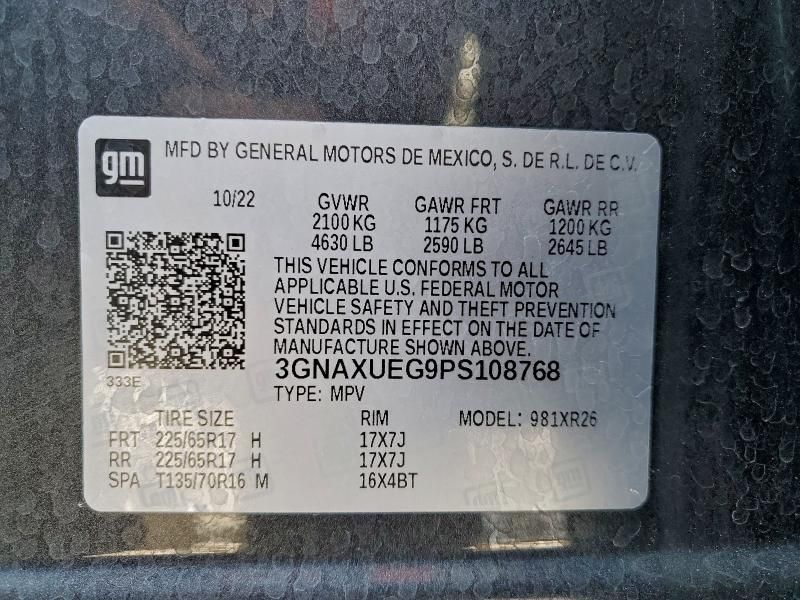 gm
MFD BY GENERAL MOTORS DE MEXICO, S. DE R.L. DE C.V.
10/22 GVWR GAWR FRT GAWR RR
2100 KG 1175 KG 1200 KG
4630 LB 2590 LB 2645 LB
THIS VEHICLE CONFORMS TO ALL
APPLICABLE U.S. FEDERAL MOTOR
VEHICLE SAFETY AND THEFT PREVENTION
STANDARDS IN EFFECT ON THE DATE OF
MANUFACTURE SHOWN ABOVE.
333E 3GNAXUEG9PS108768
TYPE: MPV
TIRE SIZE RIM MODEL: 981XR26
FRT 225/65R17 H 17X7J
RR 225/65R17 H 17X7J
SPA T135/70R16 M 16X4BT